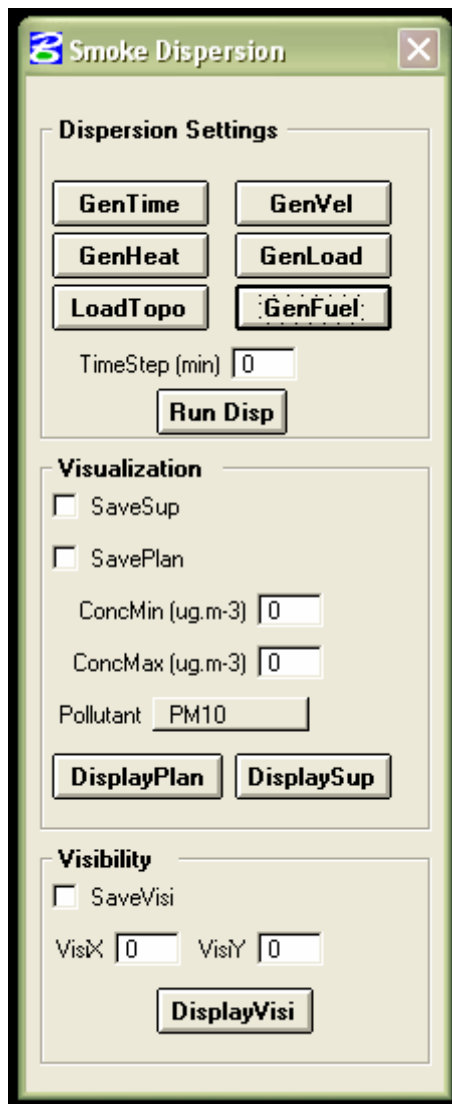 Smoke Dispersion
Dispersion Settings
GenTime GenVel
GenHeat GenLoad
LoadTopo GenFuel
TimeStep (min) 0
Run Disp
Visualization
SaveSup
SavePlan
ConcMin (ug.m-3) 0
ConcMax (ug.m-3) 0
Pollutant PM10
DisplayPlan DisplaySup
Visibility
SaveVisi
VisiX 0 VisiY 0
DisplayVisi